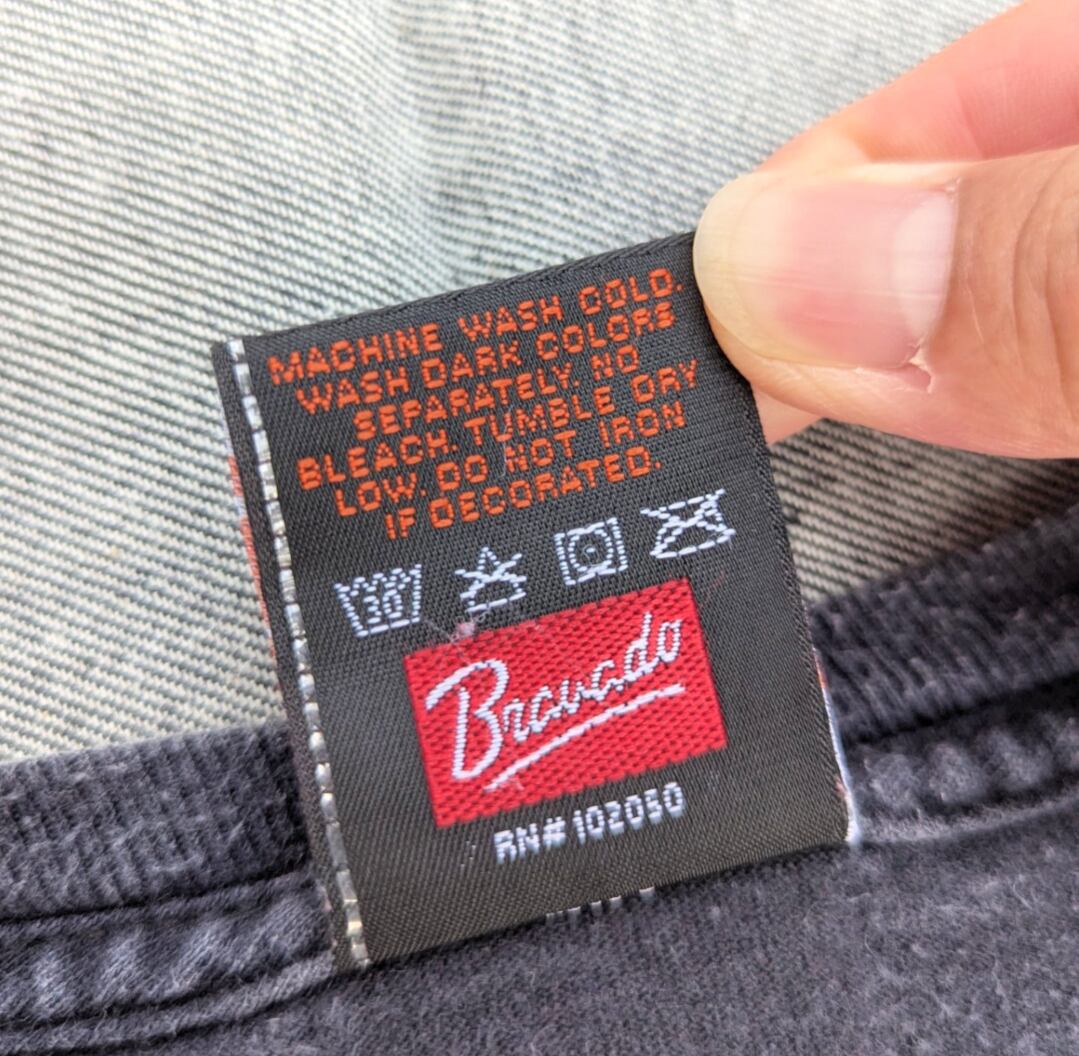 MACHINE WASH COLD.
WASH DARK COLORS
SEPARATELY. NO
BLEACH. TUMBLE DRY
LOW. DO NOT IRON
IF DECORATED.
30
Bravado
RN# 102050